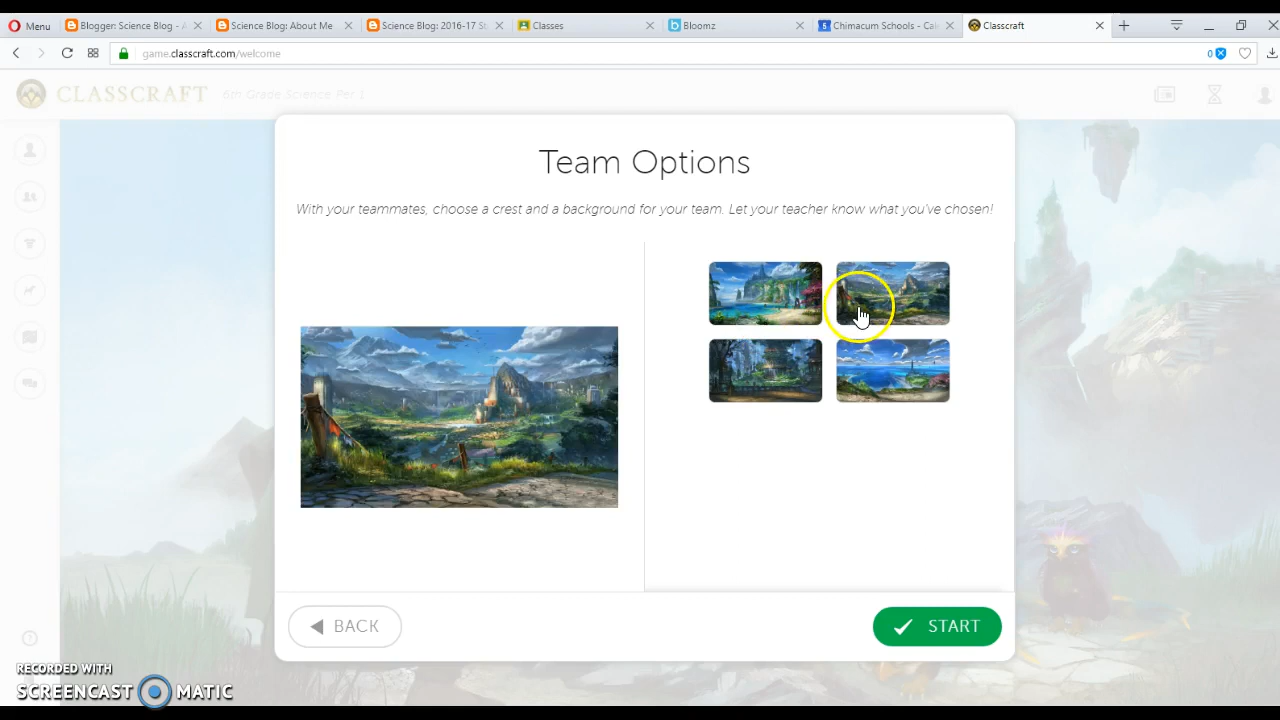 Menu
Blogger: Science Blog - A
Science Blog: About Me
Science Blog: 2016-17 St
Classes
Bloomz
Chimacum Schools - Cale
Classcraft
game.classcraft.com/welcome
0
CLASSCRAFT
6th Grade Science Per 1
Team Options
With your teammates, choose a crest and a background for your team. Let your teacher know what you've chosen!
BACK
START
RECORDED WITH
SCREENCAST MATIC